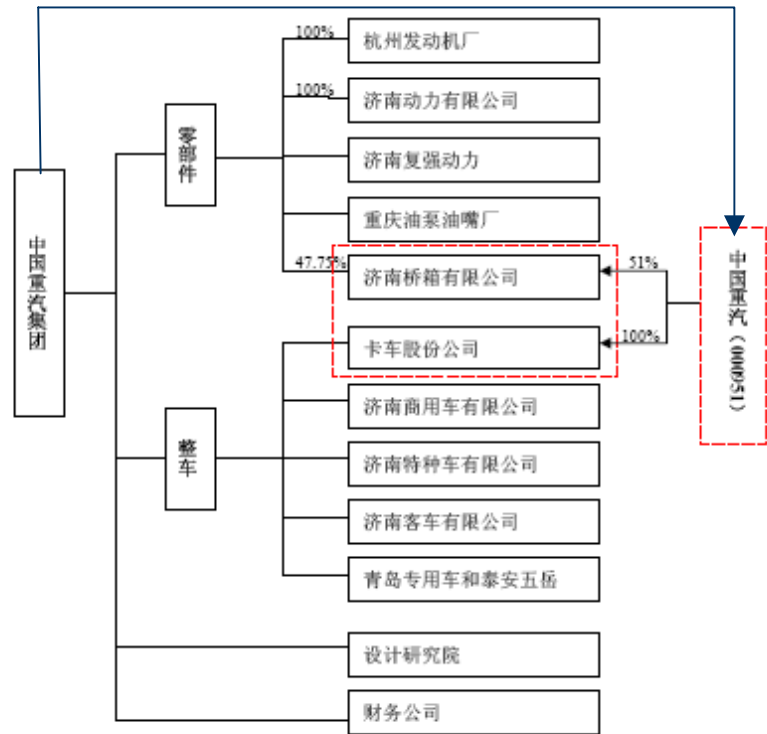 中国重汽集团
零部件
整车
100%
杭州发动机厂
100%
济南动力有限公司
济南复强动力
重庆油泵油嘴厂
47.75%
济南桥箱有限公司
51%
卡车股份公司
100%
济南商用车有限公司
济南特种车有限公司
济南客车有限公司
青岛专用车和泰安五岳
设计研究院
财务公司
中国重汽（000951）